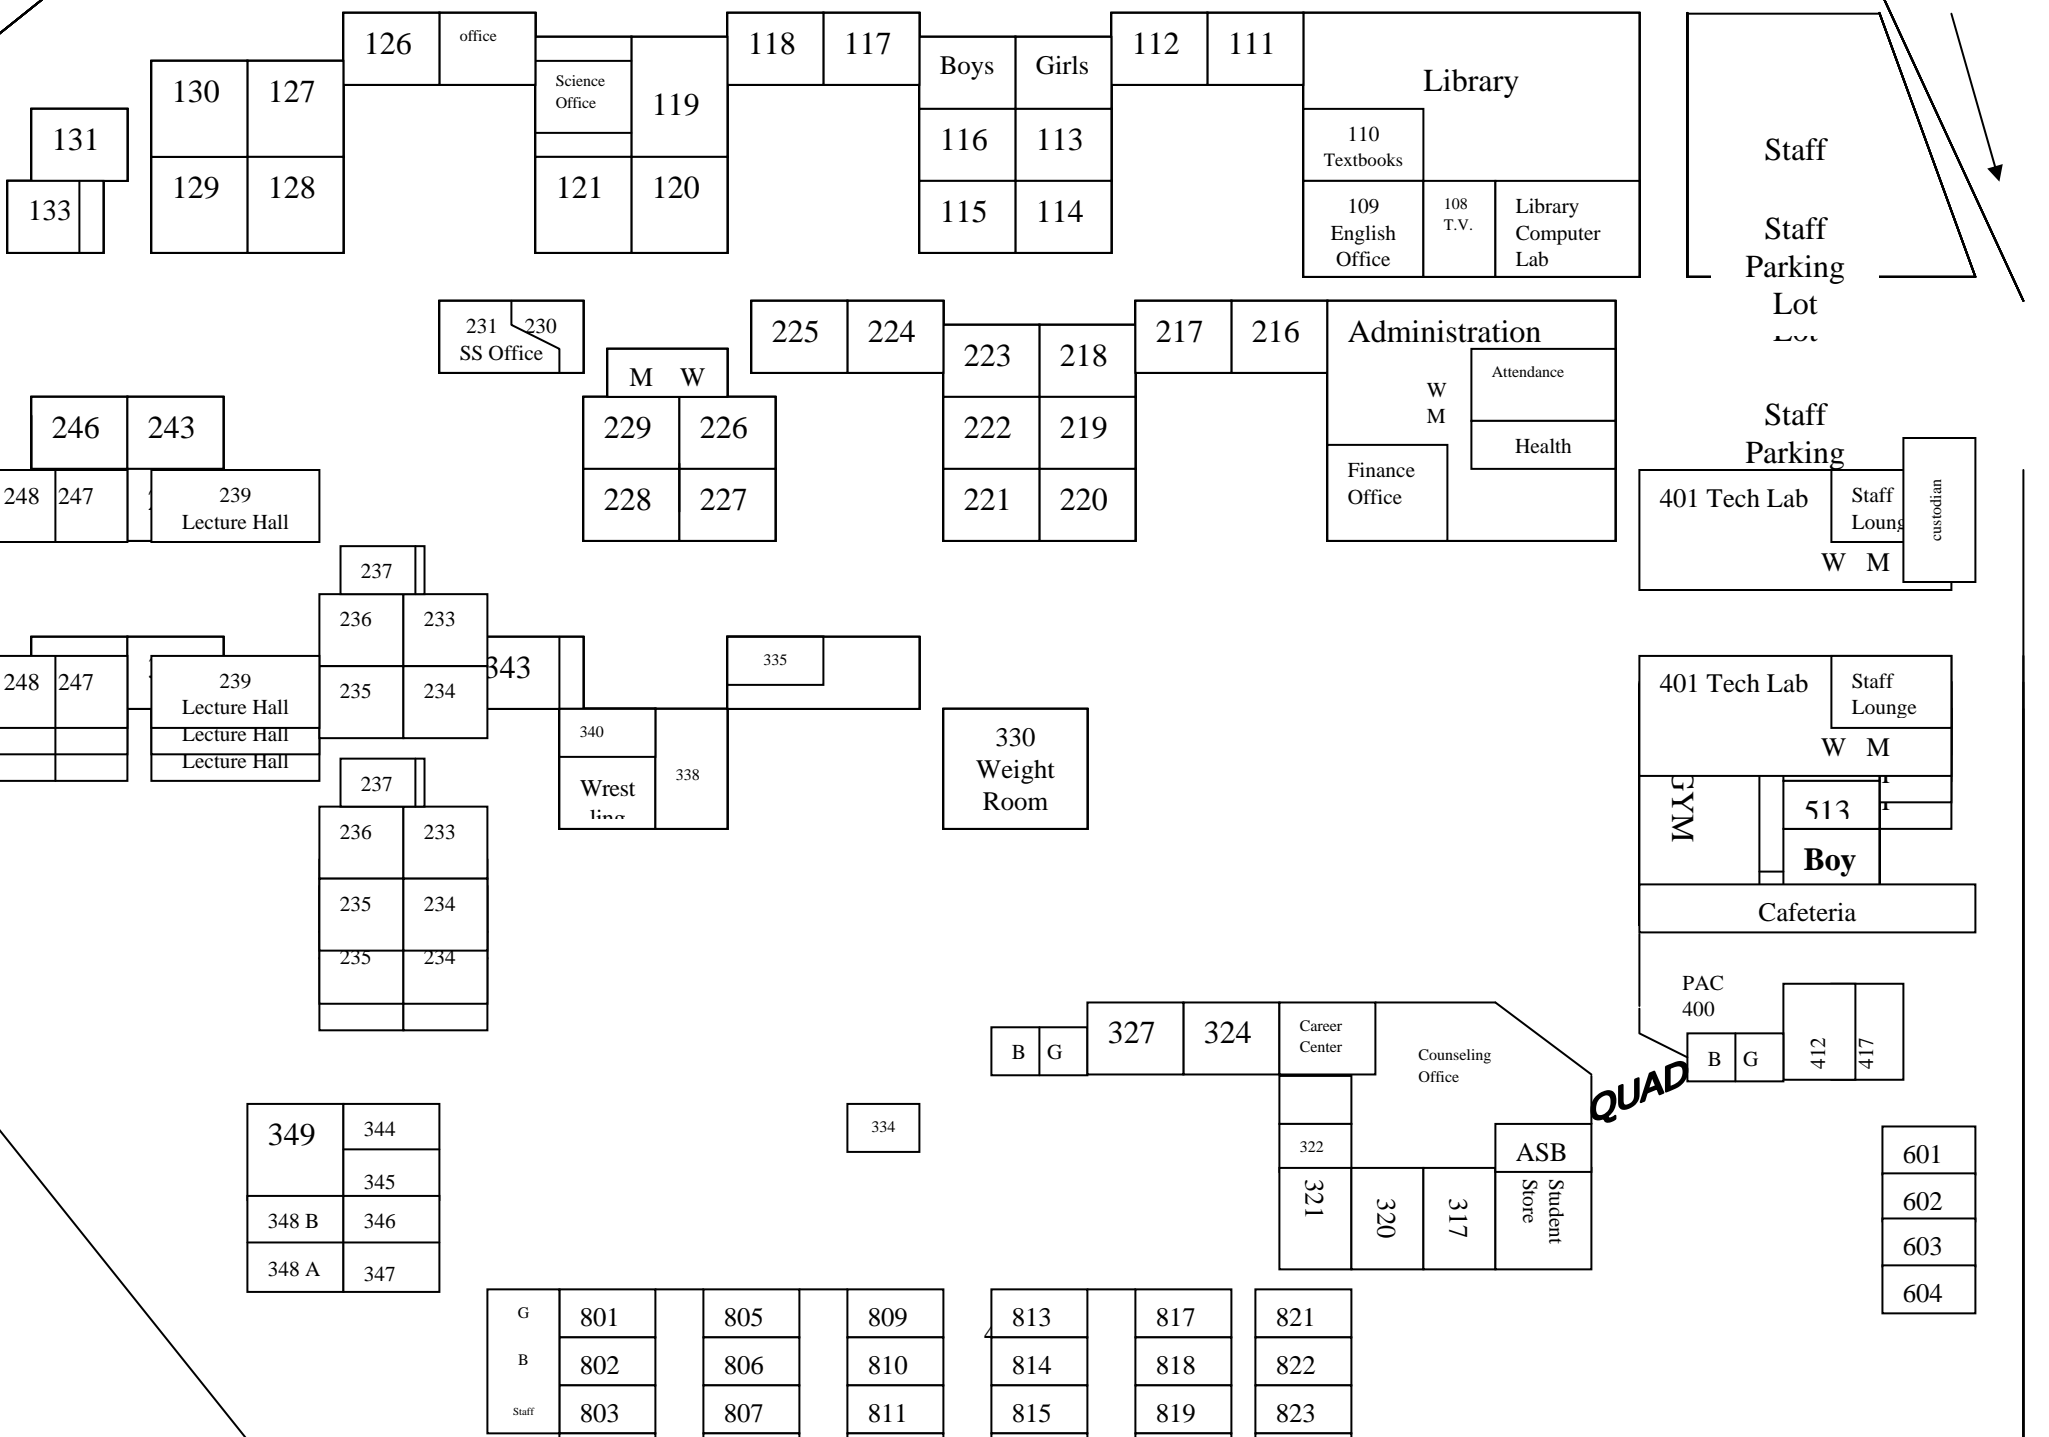 126
office
118
117
112
111
Boys
Girls
Library
130
127
Science
Office
119
131
116
113
110
Textbooks
Staff
129
128
121
120
133
115
114
109
English
Office
108
T.V.
Library
Computer
Lab
Staff
Parking
Lot
231
230
SS Office
225
224
217
216
Administration
M W
223
218
Attendance
W
M
246
243
229
226
222
219
Health
Staff
Parking
Finance
Office
248
247
239
Lecture Hall
228
227
221
220
401 Tech Lab
Staff
custodian
W M
237
236
233
343
335
248
247
239
Lecture Hall
Lecture Hall
Lecture Hall
235
234
401 Tech Lab
Staff
Lounge
W M
340
338
330
Weight
Room
Wrest
ling
237
GYM
513
236
233
Boy
235
234
Cafeteria
235
234
PAC
400
B
G
327
324
Career
Center
Counseling
Office
B
G
412
417
QUAD
349
344
334
322
ASB
601
345
321
320
317
Student
Store
602
348 B
346
603
348 A
347
604
G
801
805
809
813
817
821
B
802
806
810
814
818
822
Staff
803
807
811
815
819
823